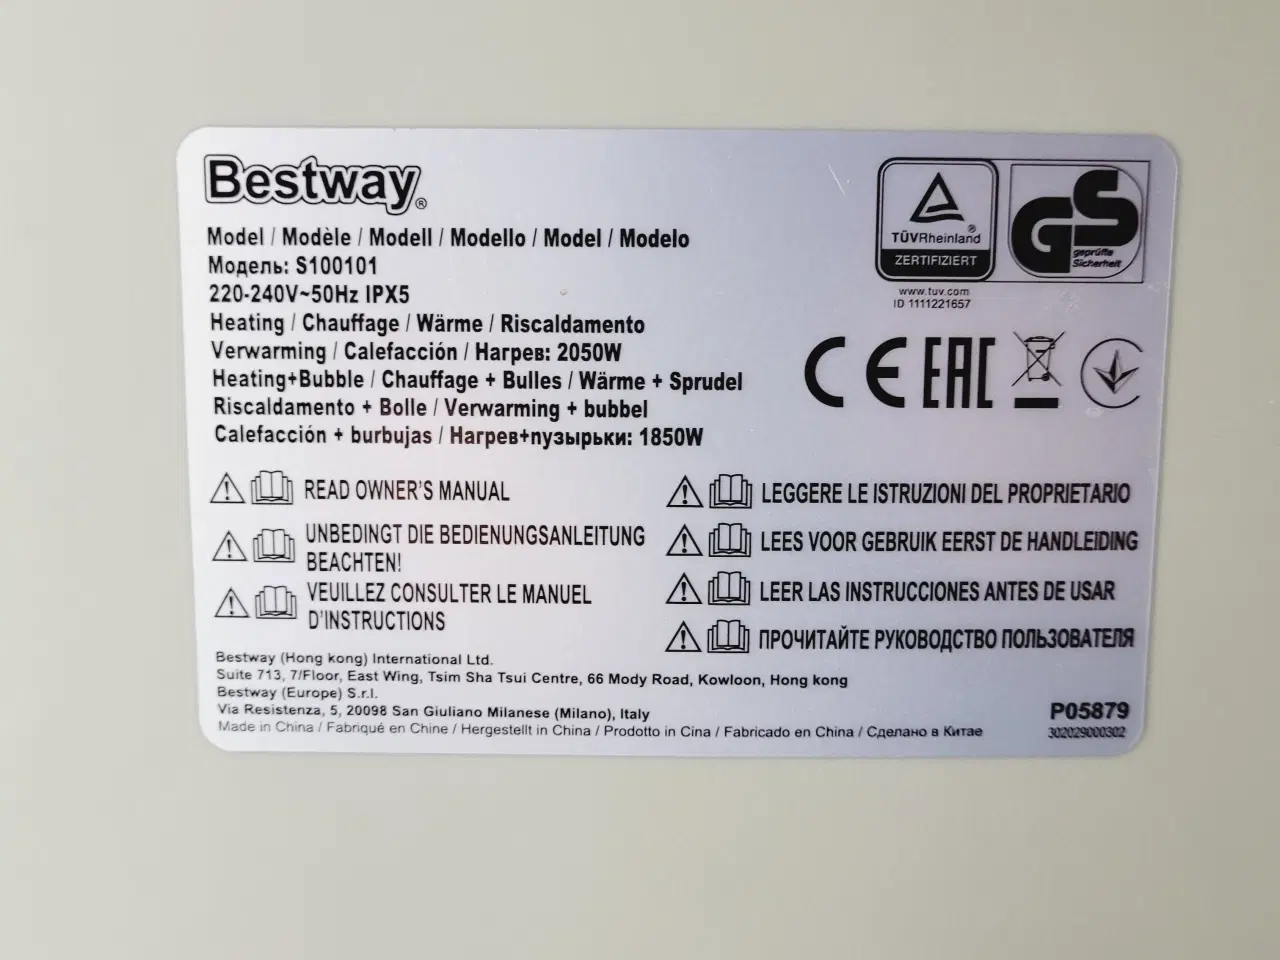 Bestway®
Model / Modèle / Modell / Modello / Model / Modelo
Модель: S100101
220-240V~50Hz IPX5
Heating / Chauffage / Wärme / Riscaldamento
Verwarming / Calefacción / Нагрев: 2050W
Heating+Bubble / Chauffage + Bulles / Wärme + Sprudel
Riscaldamento + Bolle / Verwarming + bubbel
Calefacción + burbujas / Нагрев+пузырьки: 1850W
TÜVRheinland®
ZERTIFIZIERT
GS
geprüfte
Sicherheit
www.tuv.com
ID 1111221657
CE EAC
READ OWNER'S MANUAL
UNBEDINGT DIE BEDIENUNGSANLEITUNG
BEACHTEN!
VEUILLEZ CONSULTER LE MANUEL
D'INSTRUCTIONS
LEGGERE LE ISTRUZIONI DEL PROPRIETARIO
LEES VOOR GEBRUIK EERST DE HANDLEIDING
LEER LAS INSTRUCCIONES ANTES DE USAR
ПРОЧИТАЙТЕ РУКОВОДСТВО ПОЛЬЗОВАТЕЛЯ
Bestway (Hong kong) International Ltd.
Suite 713, 7/Floor, East Wing, Tsim Sha Tsui Centre, 66 Mody Road, Kowloon, Hong kong
Bestway (Europe) S.r.l.
Via Resistenza, 5, 20098 San Giuliano Milanese (Milano), Italy
Made in China / Fabriqué en Chine / Hergestellt in China / Prodotto in Cina / Fabricado en China / Сделано в Китае
P05879
302029000302